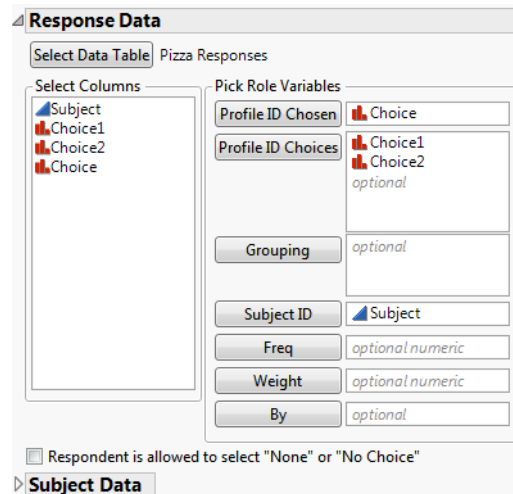 Response Data
Select Data Table Pizza Responses
Select Columns
Subject
Choice1
Choice2
Choice
Pick Role Variables
Profile ID Chosen Choice
Profile ID Choices Choice1
Choice2
optional
Grouping optional
Subject ID Subject
Freq optional numeric
Weight optional numeric
By optional
Respondent is allowed to select "None" or "No Choice"
Subject Data